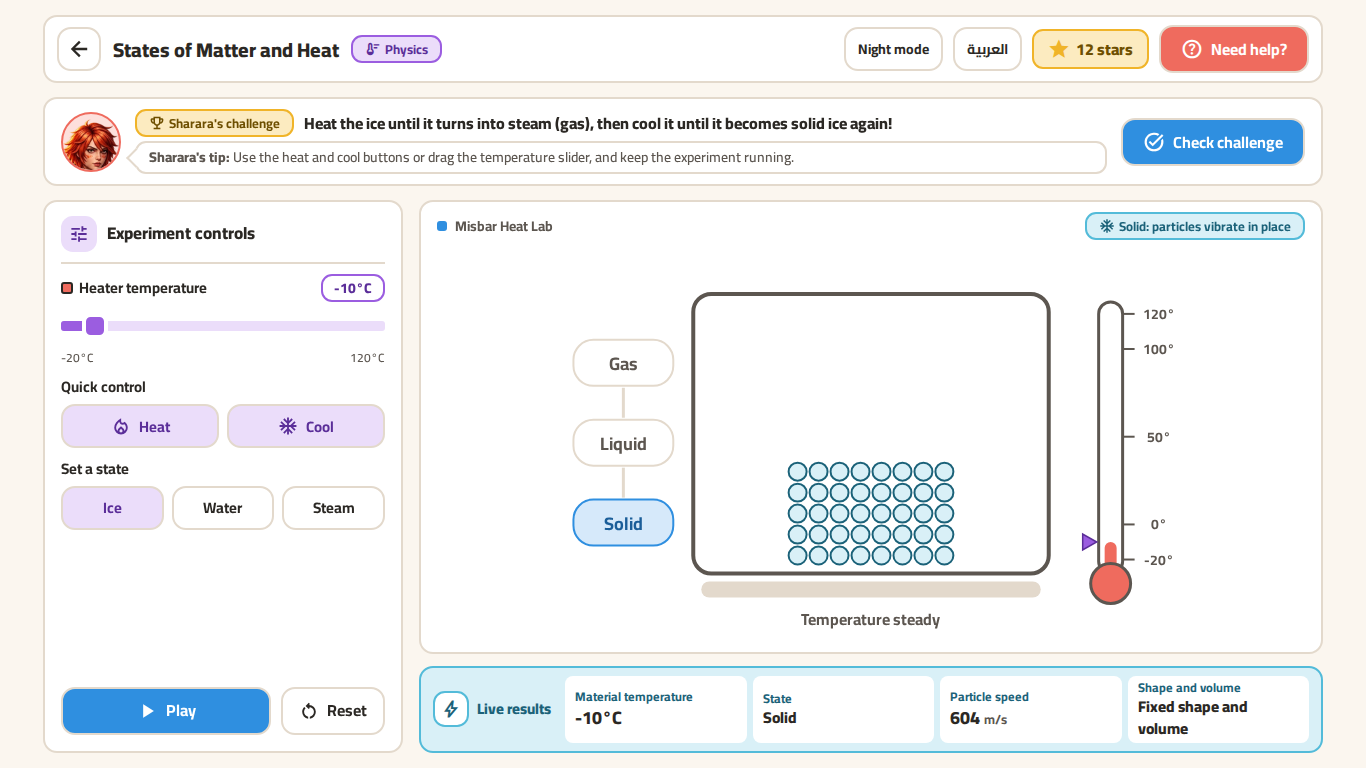 States of Matter and Heat
Physics
Night mode
العربية
12 stars
Need help?
Sharara's challenge
Heat the ice until it turns into steam (gas), then cool it until it becomes solid ice again!
Sharara's tip: Use the heat and cool buttons or drag the temperature slider, and keep the experiment running.
Check challenge
Experiment controls
Heater temperature
-10°C
-20°C
120°C
Quick control
Heat
Cool
Set a state
Ice
Water
Steam
Play
Reset
Misbar Heat Lab
Solid: particles vibrate in place
Gas
Liquid
Solid
120°
100°
50°
0°
-20°
Temperature steady
Live results
Material temperature
-10°C
State
Solid
Particle speed
604 m/s
Shape and volume
Fixed shape and
volume